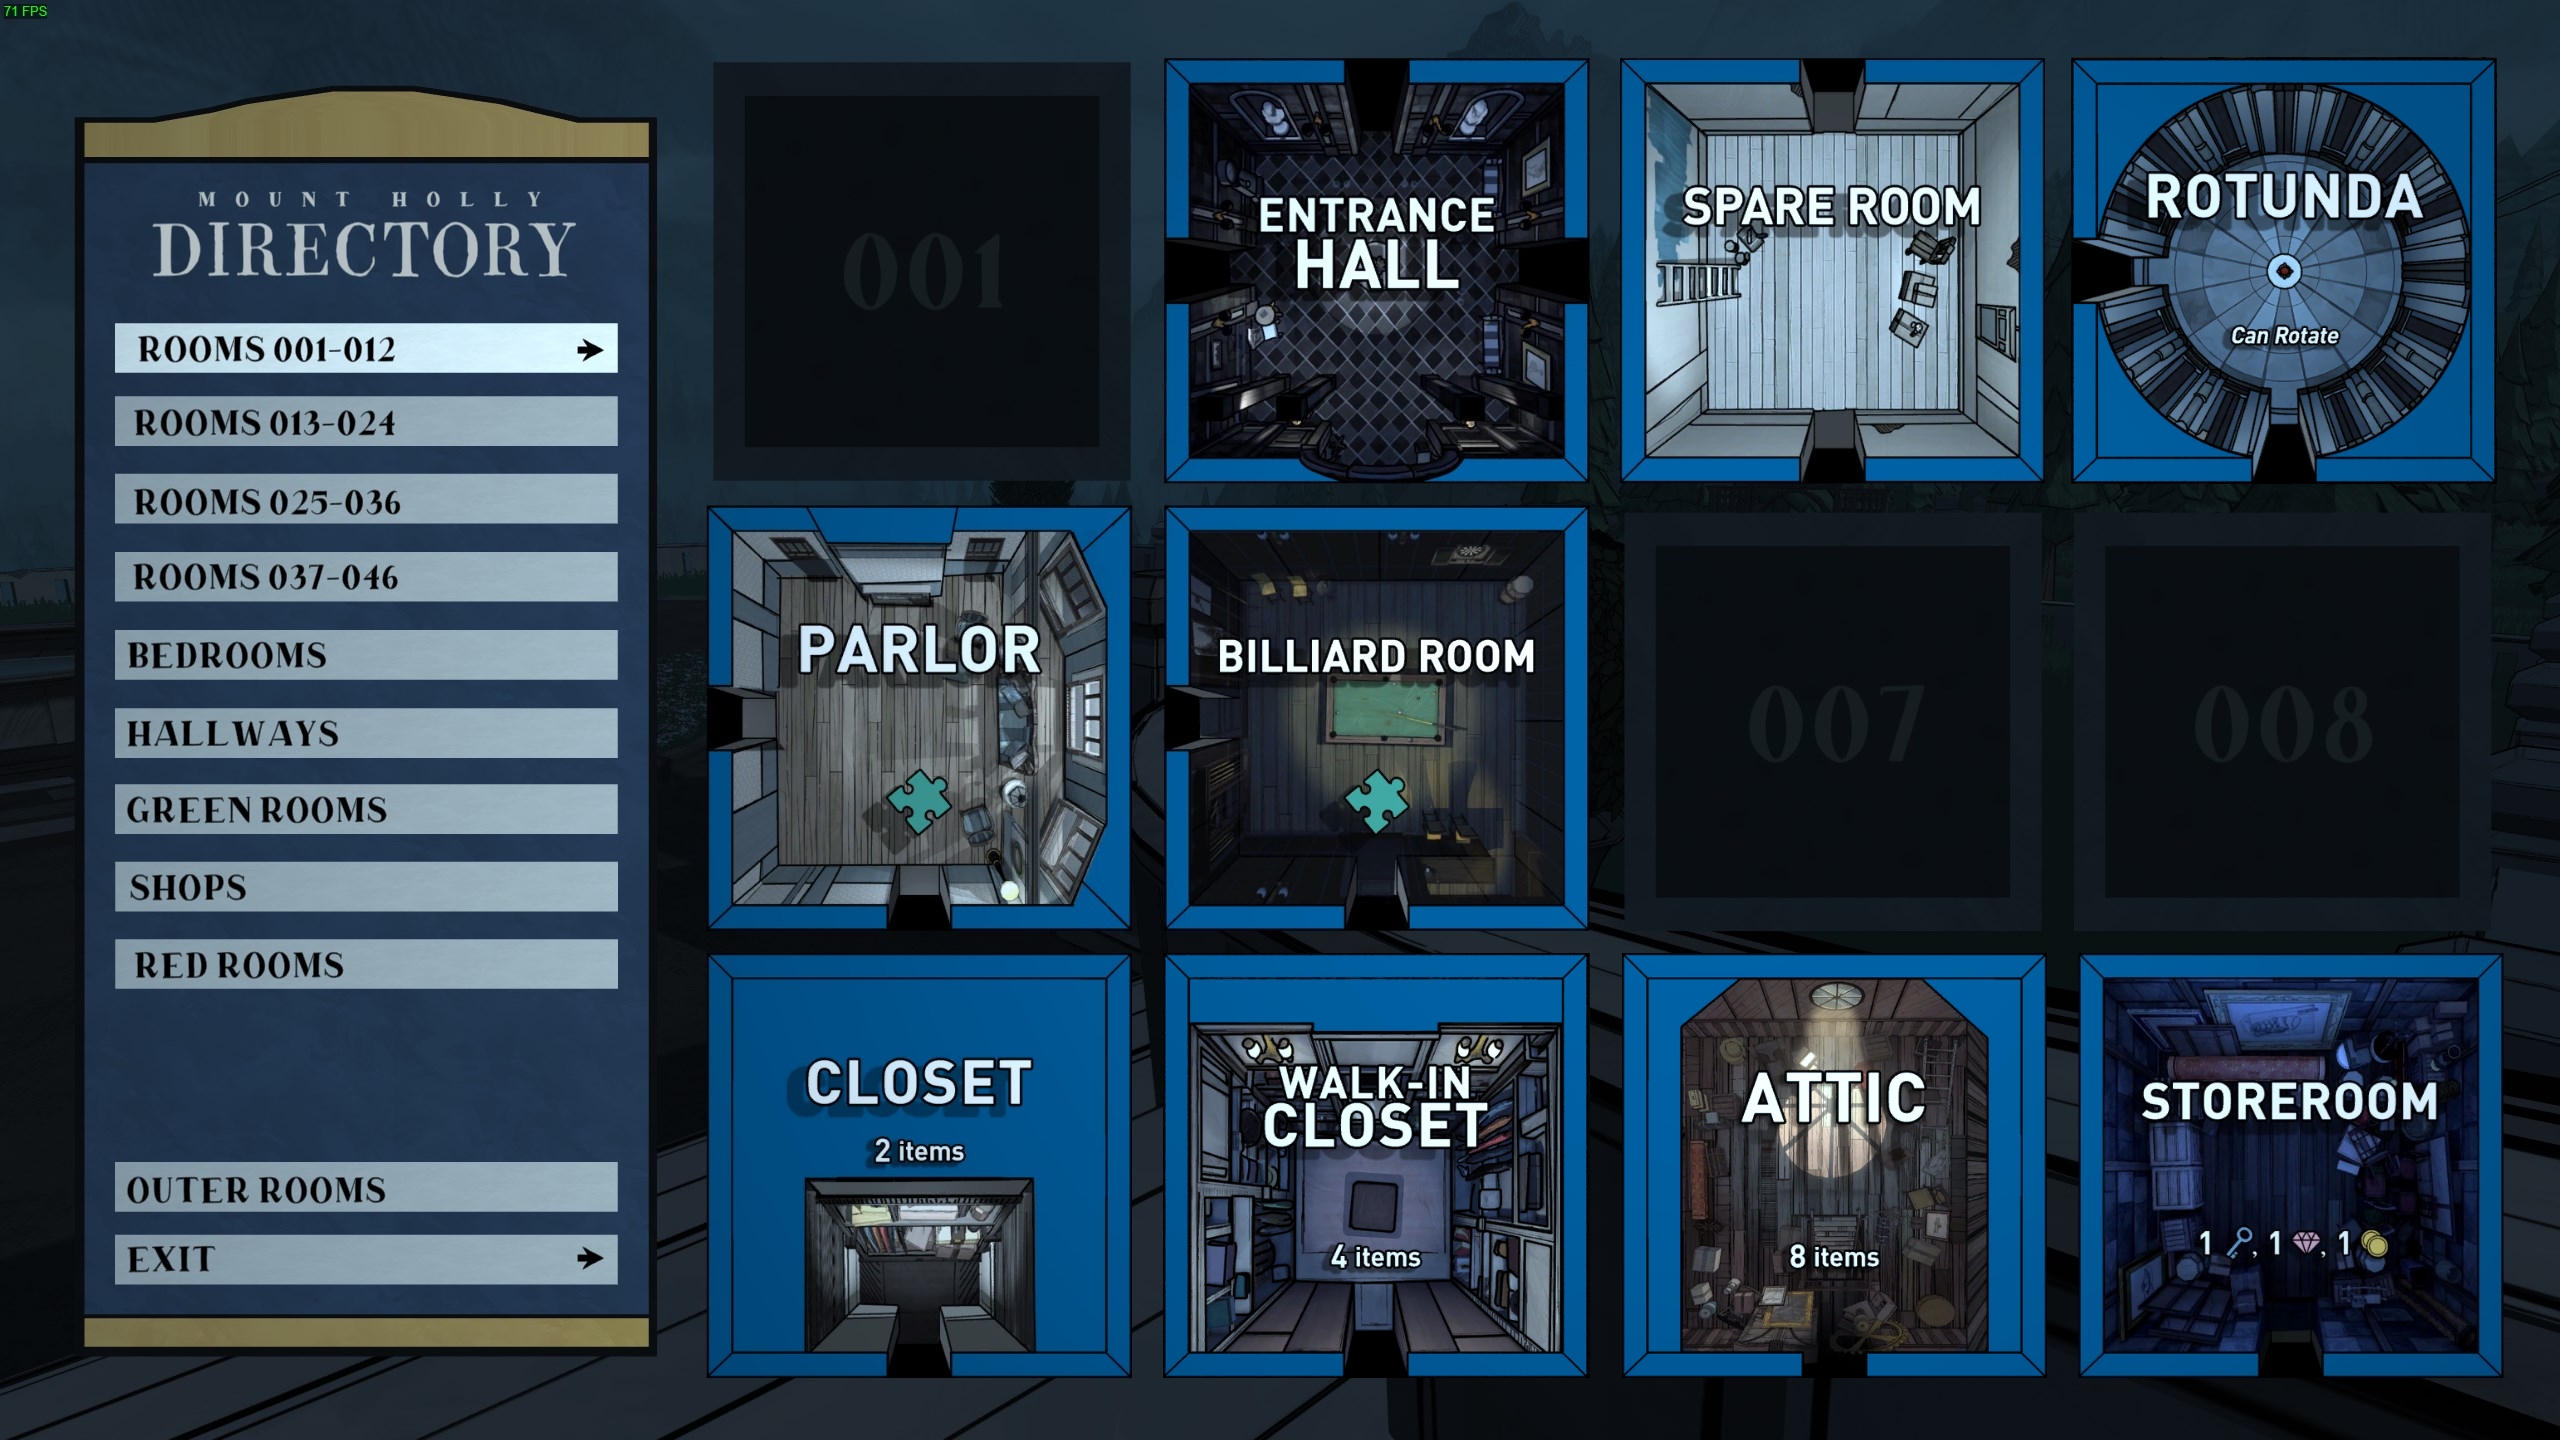 71 FPS
MOUNT HOLLY
DIRECTORY
ROOMS 001-012
ROOMS 013-024
ROOMS 025-036
ROOMS 037-046
BEDROOMS
HALLWAYS
GREEN ROOMS
SHOPS
RED ROOMS
OUTER ROOMS
EXIT
001
ENTRANCE
HALL
SPARE ROOM
ROTUNDA
Can Rotate
PARLOR
BILLIARD ROOM
007
008
CLOSET
2 items
WALK-IN
CLOSET
4 items
ATTIC
8 items
STOREROOM
1 , 1 , 1